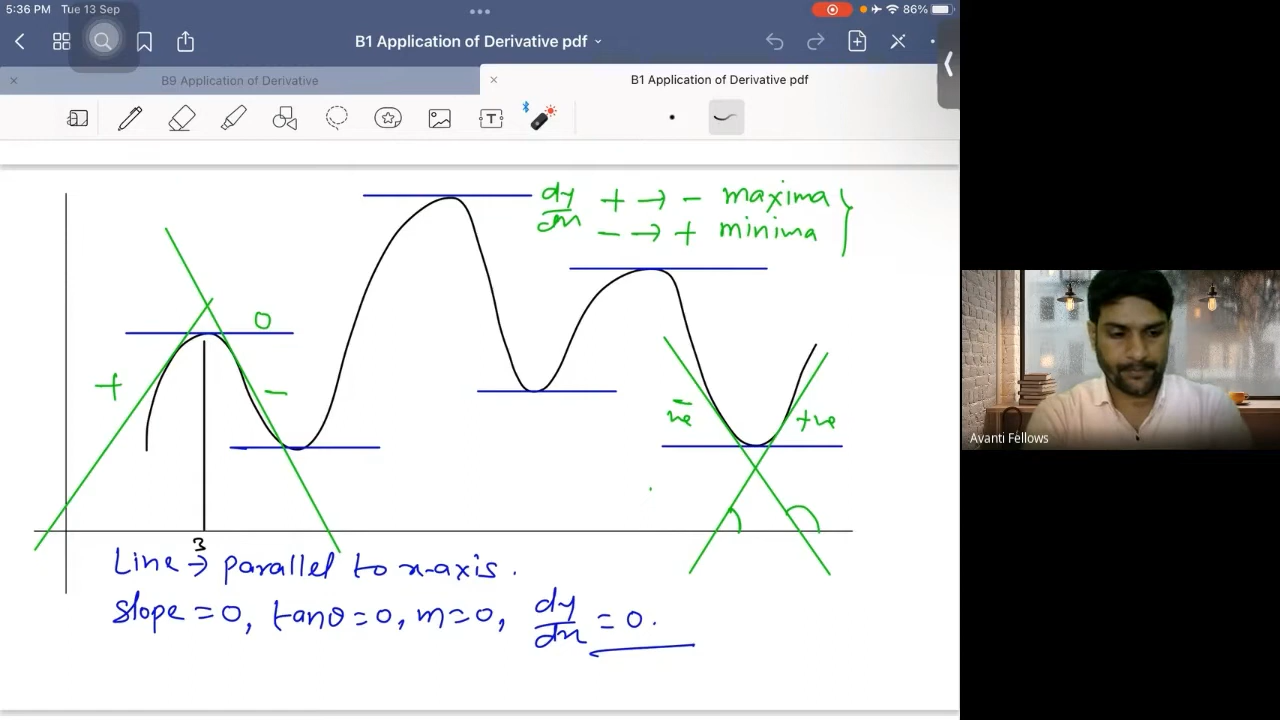 5:36 PM Tue 13 Sep
86%
B1 Application of Derivative pdf
B9 Application of Derivative
B1 Application of Derivative pdf
T
dy/dx + → - maxima
- → + minima
0
+
-
-ve
+ve
3
Line → parallel to x-axis.
slope = 0, tanθ = 0, m = 0, dy/dx = 0.
Avanti Fellows